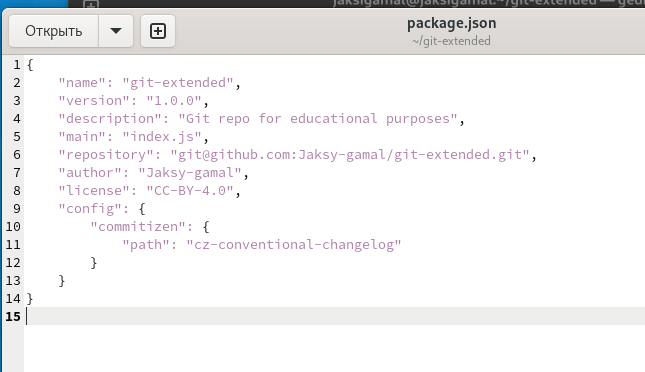 jaksigamal@jaksigamal:~/git-extended — ged
Открыть
package.json
~/git-extended
1 {
2     "name": "git-extended",
3     "version": "1.0.0",
4     "description": "Git repo for educational purposes",
5     "main": "index.js",
6     "repository": "git@github.com:Jaksy-gamal/git-extended.git",
7     "author": "Jaksy-gamal",
8     "license": "CC-BY-4.0",
9     "config": {
10         "commitizen": {
11             "path": "cz-conventional-changelog"
12         }
13     }
14 }
15